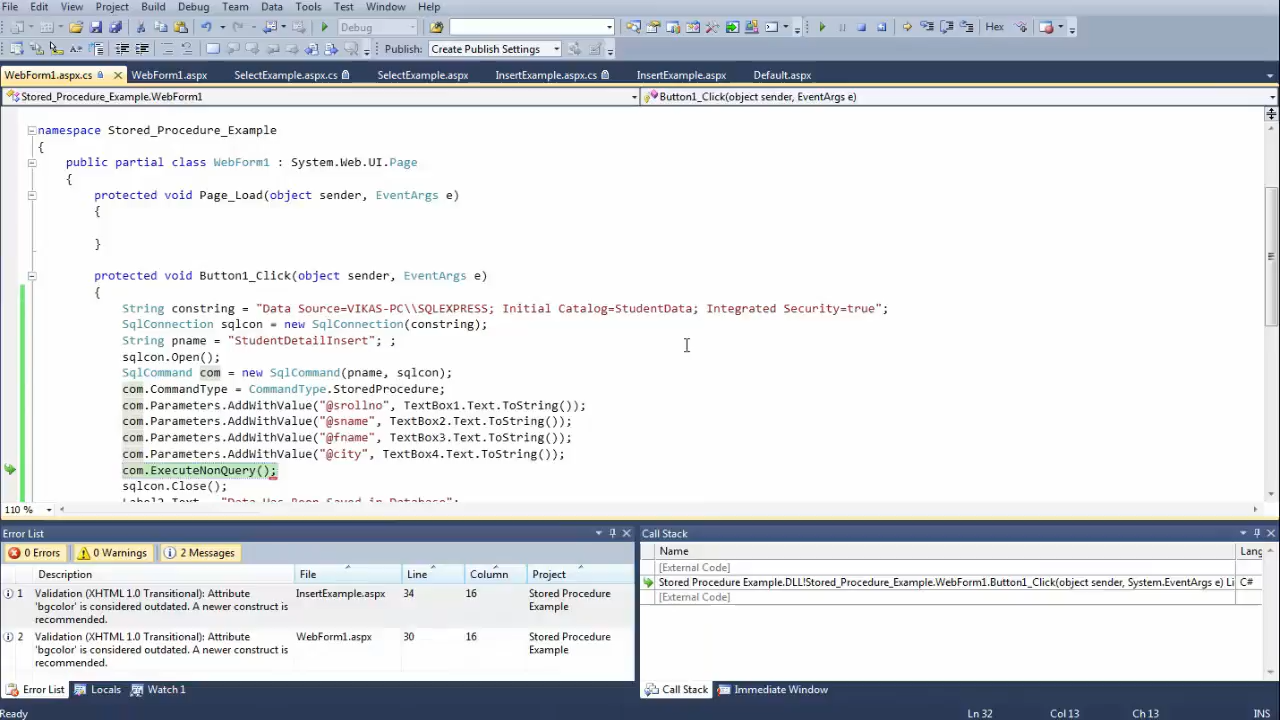 File Edit View Project Build Debug Team Data Tools Test Window Help
Debug Hex
Publish: Create Publish Settings
WebForm1.aspx.cs WebForm1.aspx SelectExample.aspx.cs SelectExample.aspx InsertExample.aspx.cs InsertExample.aspx Default.aspx
Stored_Procedure_Example.WebForm1 Button1_Click(object sender, EventArgs e)
namespace Stored_Procedure_Example
{
public partial class WebForm1 : System.Web.UI.Page
{
protected void Page_Load(object sender, EventArgs e)
{
}
protected void Button1_Click(object sender, EventArgs e)
{
String constring = "Data Source=VIKAS-PC\\SQLEXPRESS; Initial Catalog=StudentData; Integrated Security=true";
SqlConnection sqlcon = new SqlConnection(constring);
String pname = "StudentDetailInsert"; ;
sqlcon.Open();
SqlCommand com = new SqlCommand(pname, sqlcon);
com.CommandType = CommandType.StoredProcedure;
com.Parameters.AddWithValue("@srollno", TextBox1.Text.ToString());
com.Parameters.AddWithValue("@sname", TextBox2.Text.ToString());
com.Parameters.AddWithValue("@fname", TextBox3.Text.ToString());
com.Parameters.AddWithValue("@city", TextBox4.Text.ToString());
com.ExecuteNonQuery();
sqlcon.Close();
Label2.Text = "Data Has Been Saved in Database";
110 %
Error List
0 Errors 0 Warnings 2 Messages
Description File Line Column Project
1 Validation (XHTML 1.0 Transitional): Attribute InsertExample.aspx 34 16 Stored Procedure
'bgcolor' is considered outdated. A newer construct is Example
recommended.
2 Validation (XHTML 1.0 Transitional): Attribute WebForm1.aspx 30 16 Stored Procedure
'bgcolor' is considered outdated. A newer construct is Example
recommended.
Error List Locals Watch 1
Call Stack
Name Lang
[External Code]
Stored Procedure Example.DLL!Stored_Procedure_Example.WebForm1.Button1_Click(object sender, System.EventArgs e) Li C#
[External Code]
Call Stack Immediate Window
Ready Ln 32 Col 13 Ch 13 INS